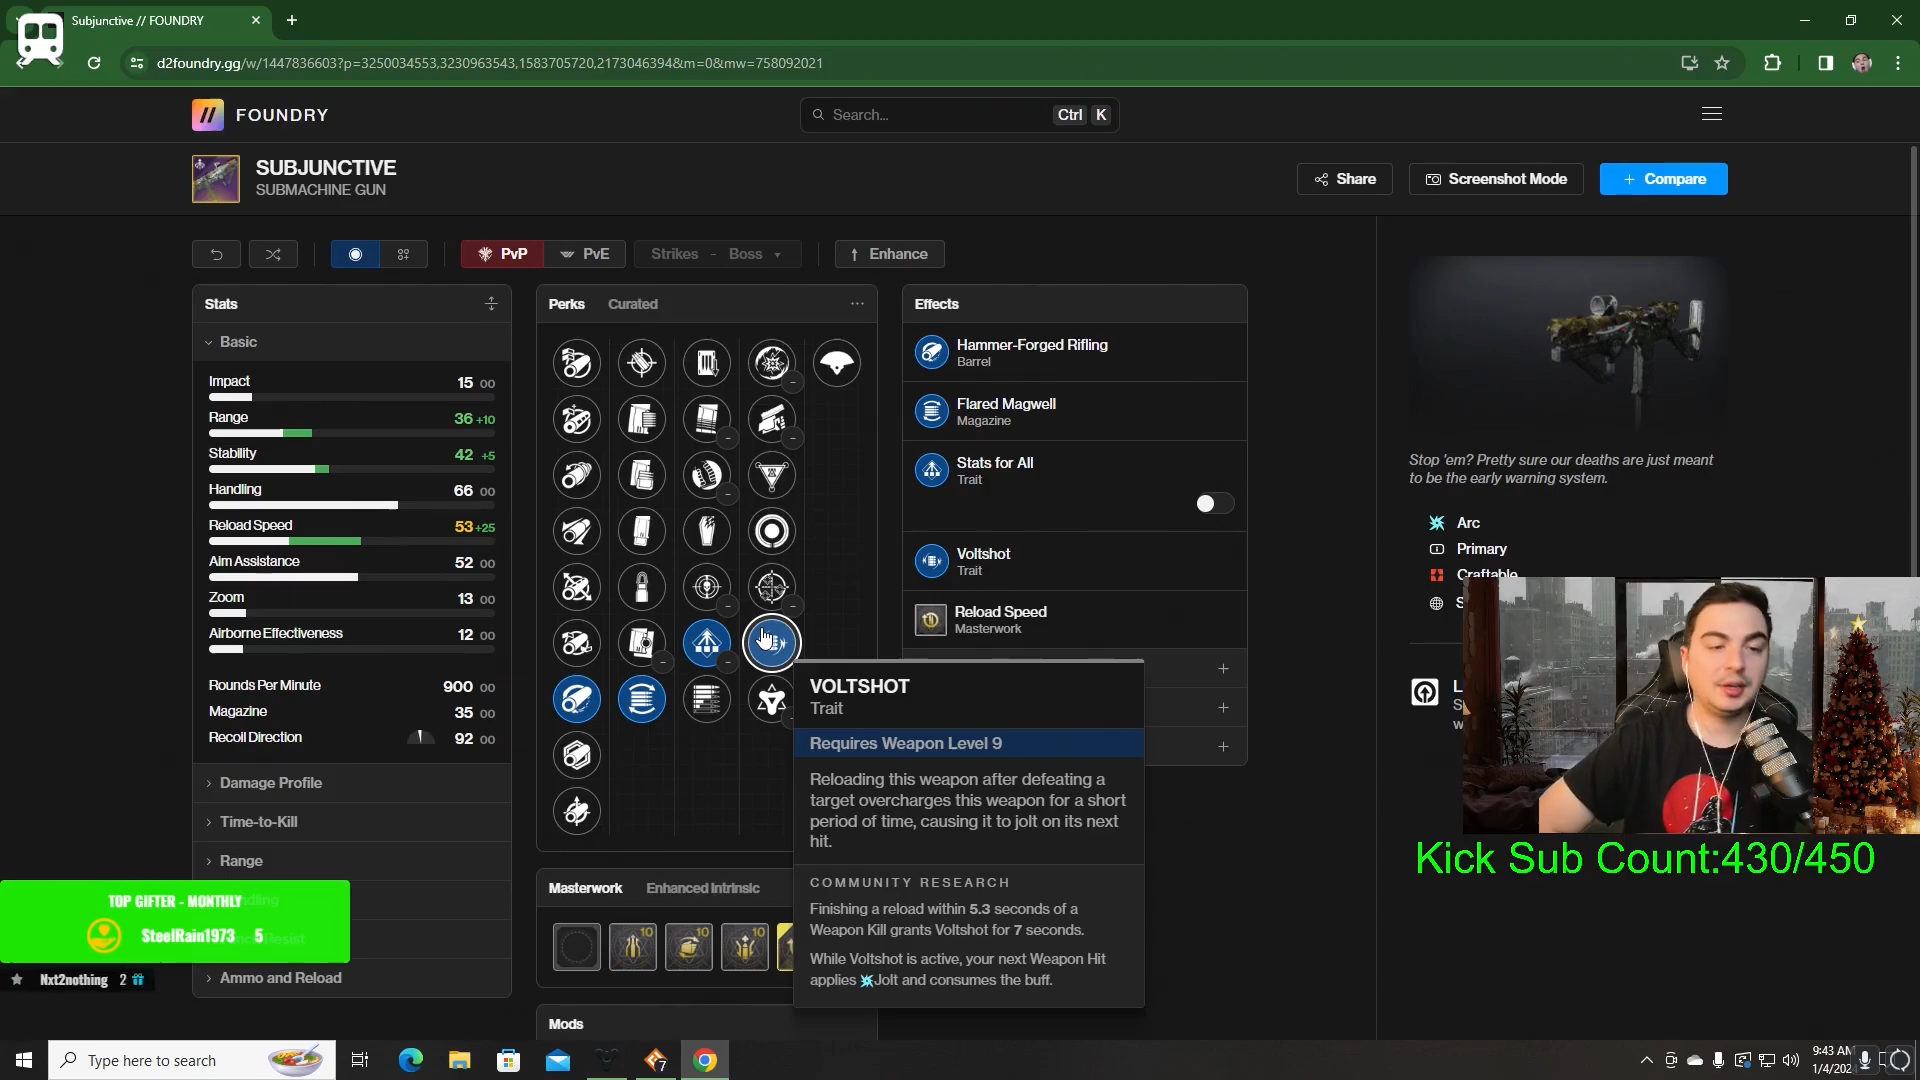 Subjunctive // FOUNDRY
d2foundry.gg/w/1447836603?p=3250034553,3230963543,1583705720,2173046394&m=0&mw=758092021
FOUNDRY
Search...
Ctrl K
SUBJUNCTIVE
SUBMACHINE GUN
Share
Screenshot Mode
+ Compare
PvP
PvE
Strikes - Boss
Enhance
Stats
Basic
Impact 15 00
Range 36 +10
Stability 42 +5
Handling 66 00
Reload Speed 53 +25
Aim Assistance 52 00
Zoom 13 00
Airborne Effectiveness 12 00
Rounds Per Minute 900 00
Magazine 35 00
Recoil Direction 92 00
Damage Profile
Time-to-Kill
Range
Ammo and Reload
Perks
Curated
Masterwork
Enhanced Intrinsic
10
10
10
Mods
Effects
Hammer-Forged Rifling
Barrel
Flared Magwell
Magazine
Stats for All
Trait
Voltshot
Trait
Reload Speed
Masterwork
VOLTSHOT
Trait
Requires Weapon Level 9
Reloading this weapon after defeating a
target overcharges this weapon for a short
period of time, causing it to jolt on its next
hit.
COMMUNITY RESEARCH
Finishing a reload within 5.3 seconds of a
Weapon Kill grants Voltshot for 7 seconds.
While Voltshot is active, your next Weapon Hit
applies Jolt and consumes the buff.
Stop 'em? Pretty sure our deaths are just meant
to be the early warning system.
Arc
Primary
Craftable
Kick Sub Count:430/450
TOP GIFTER - MONTHLY
SteelRain1973 5
Nxt2nothing 2
Type here to search
7
9:43 AM